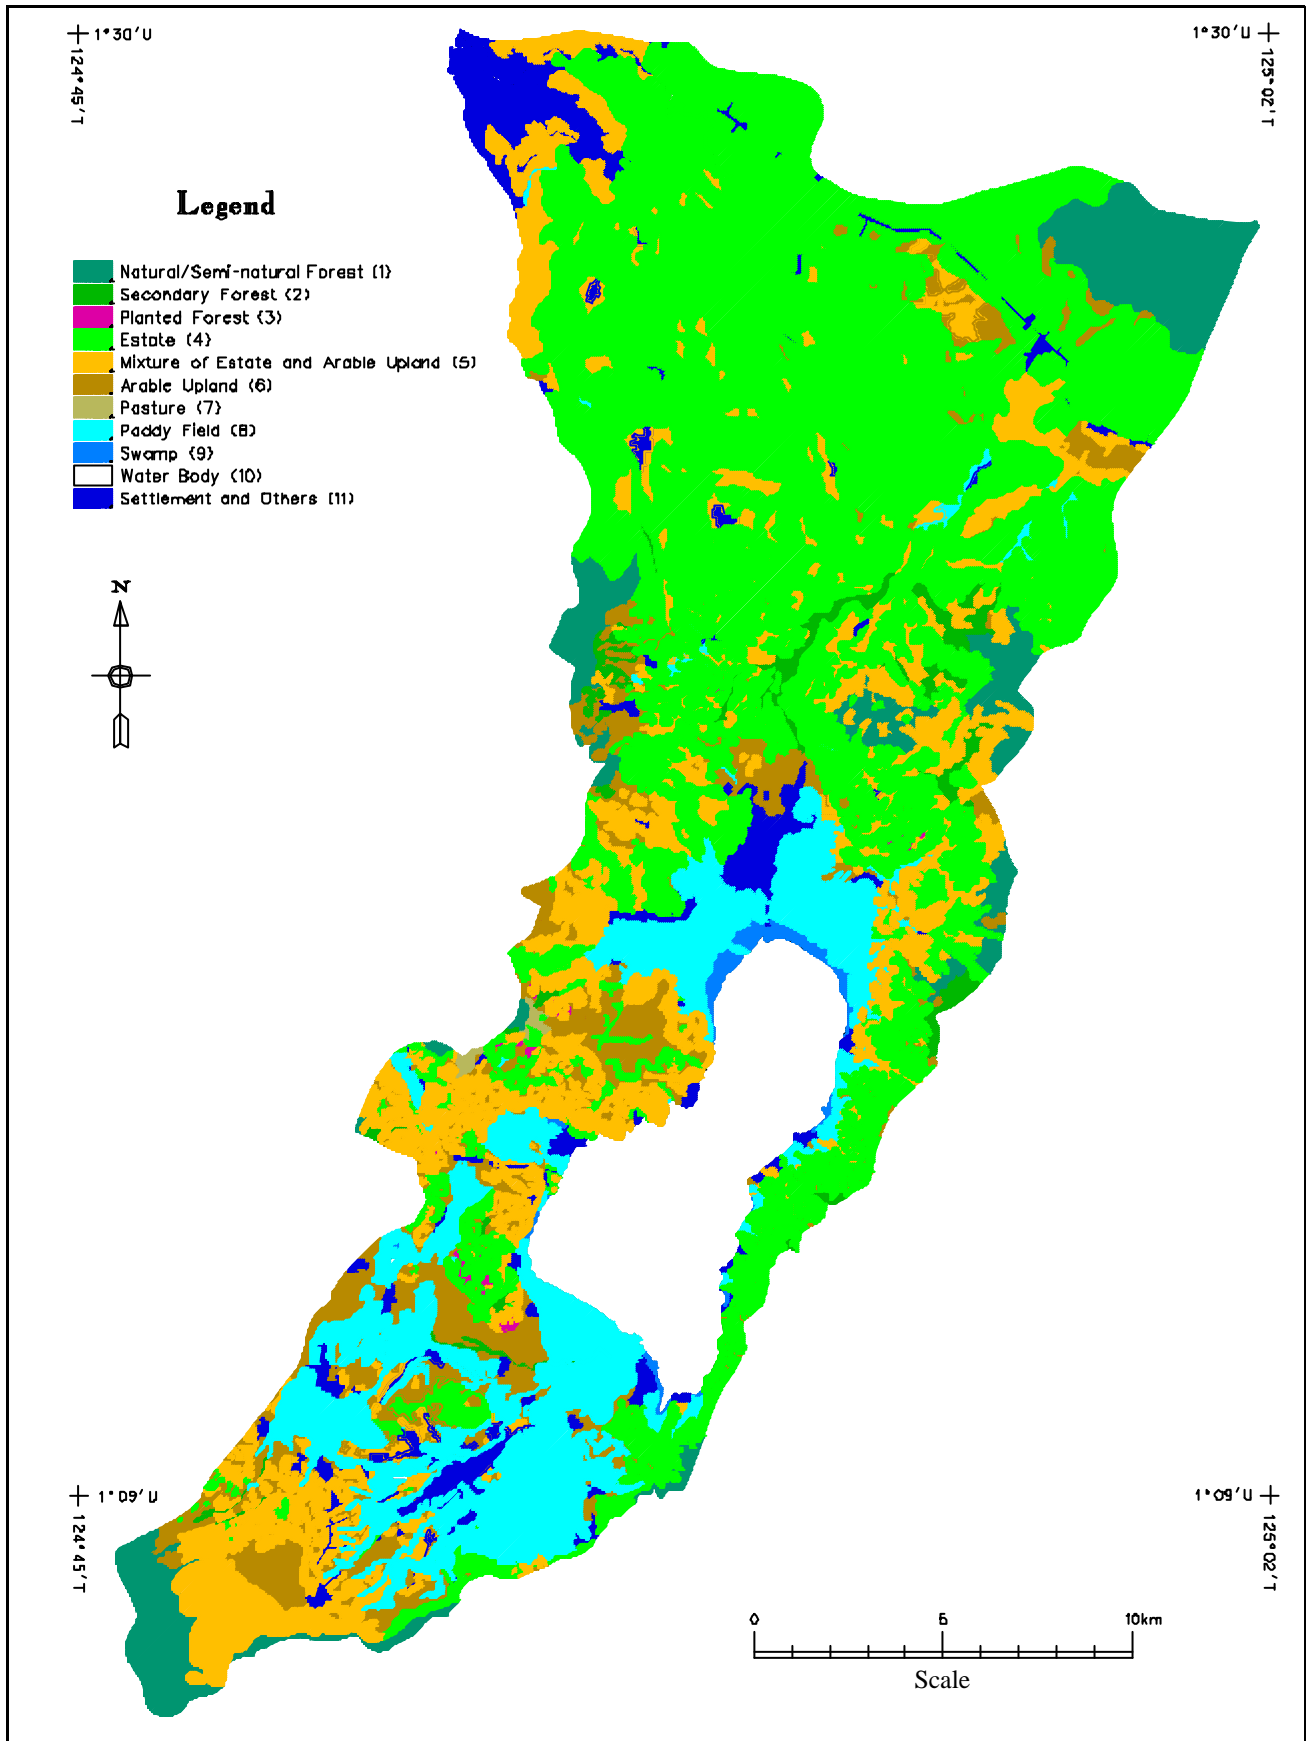 1°30'U
1°30'U
124°45'T
125°02'T
Legend
Natural/Semi-natural Forest (1)
Secondary Forest (2)
Planted Forest (3)
Estate (4)
Mixture of Estate and Arable Upland (5)
Arable Upland (6)
Pasture (7)
Paddy Field (8)
Swamp (9)
Water Body (10)
Settlement and Others (11)
N
1°09'U
1°09'U
124°45'T
125°02'T
0 5 10km
Scale